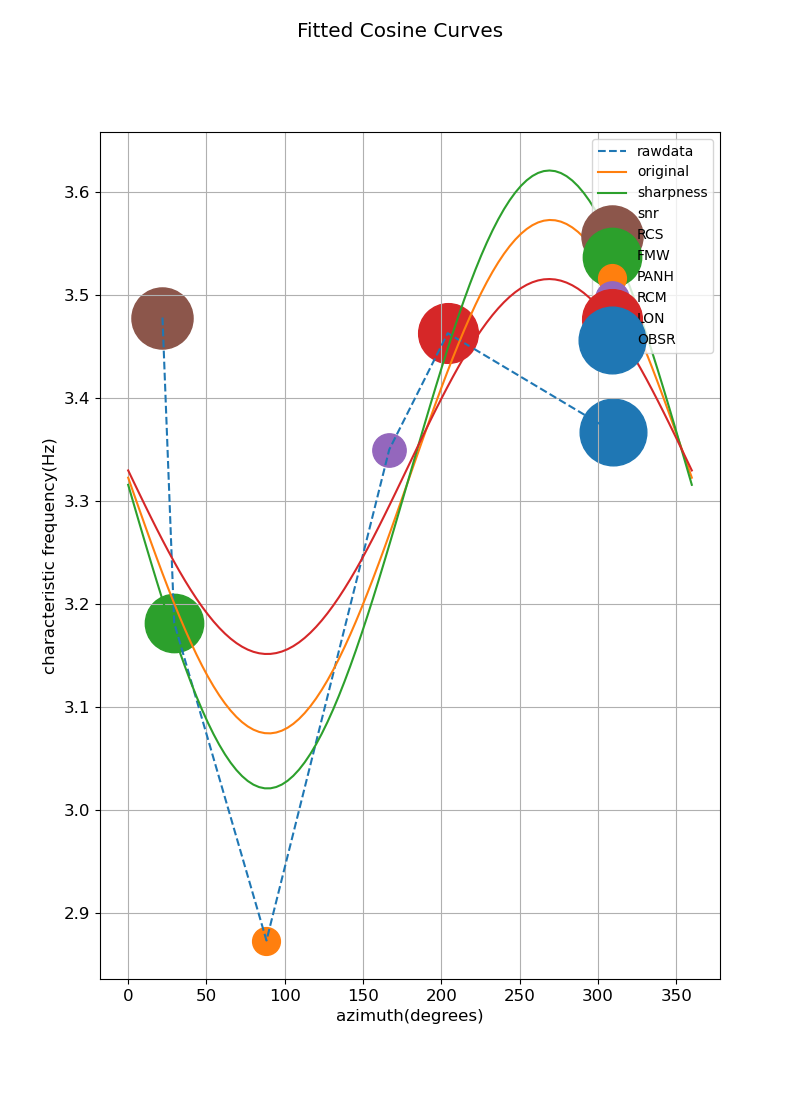 Fitted Cosine Curves
rawdata
original
sharpness
snr
RCS
FMW
PANH
RCM
LON
OBSR
3.6
3.5
3.4
3.3
3.2
3.1
3.0
2.9
characteristic frequency(Hz)
0 50 100 150 200 250 300 350
azimuth(degrees)